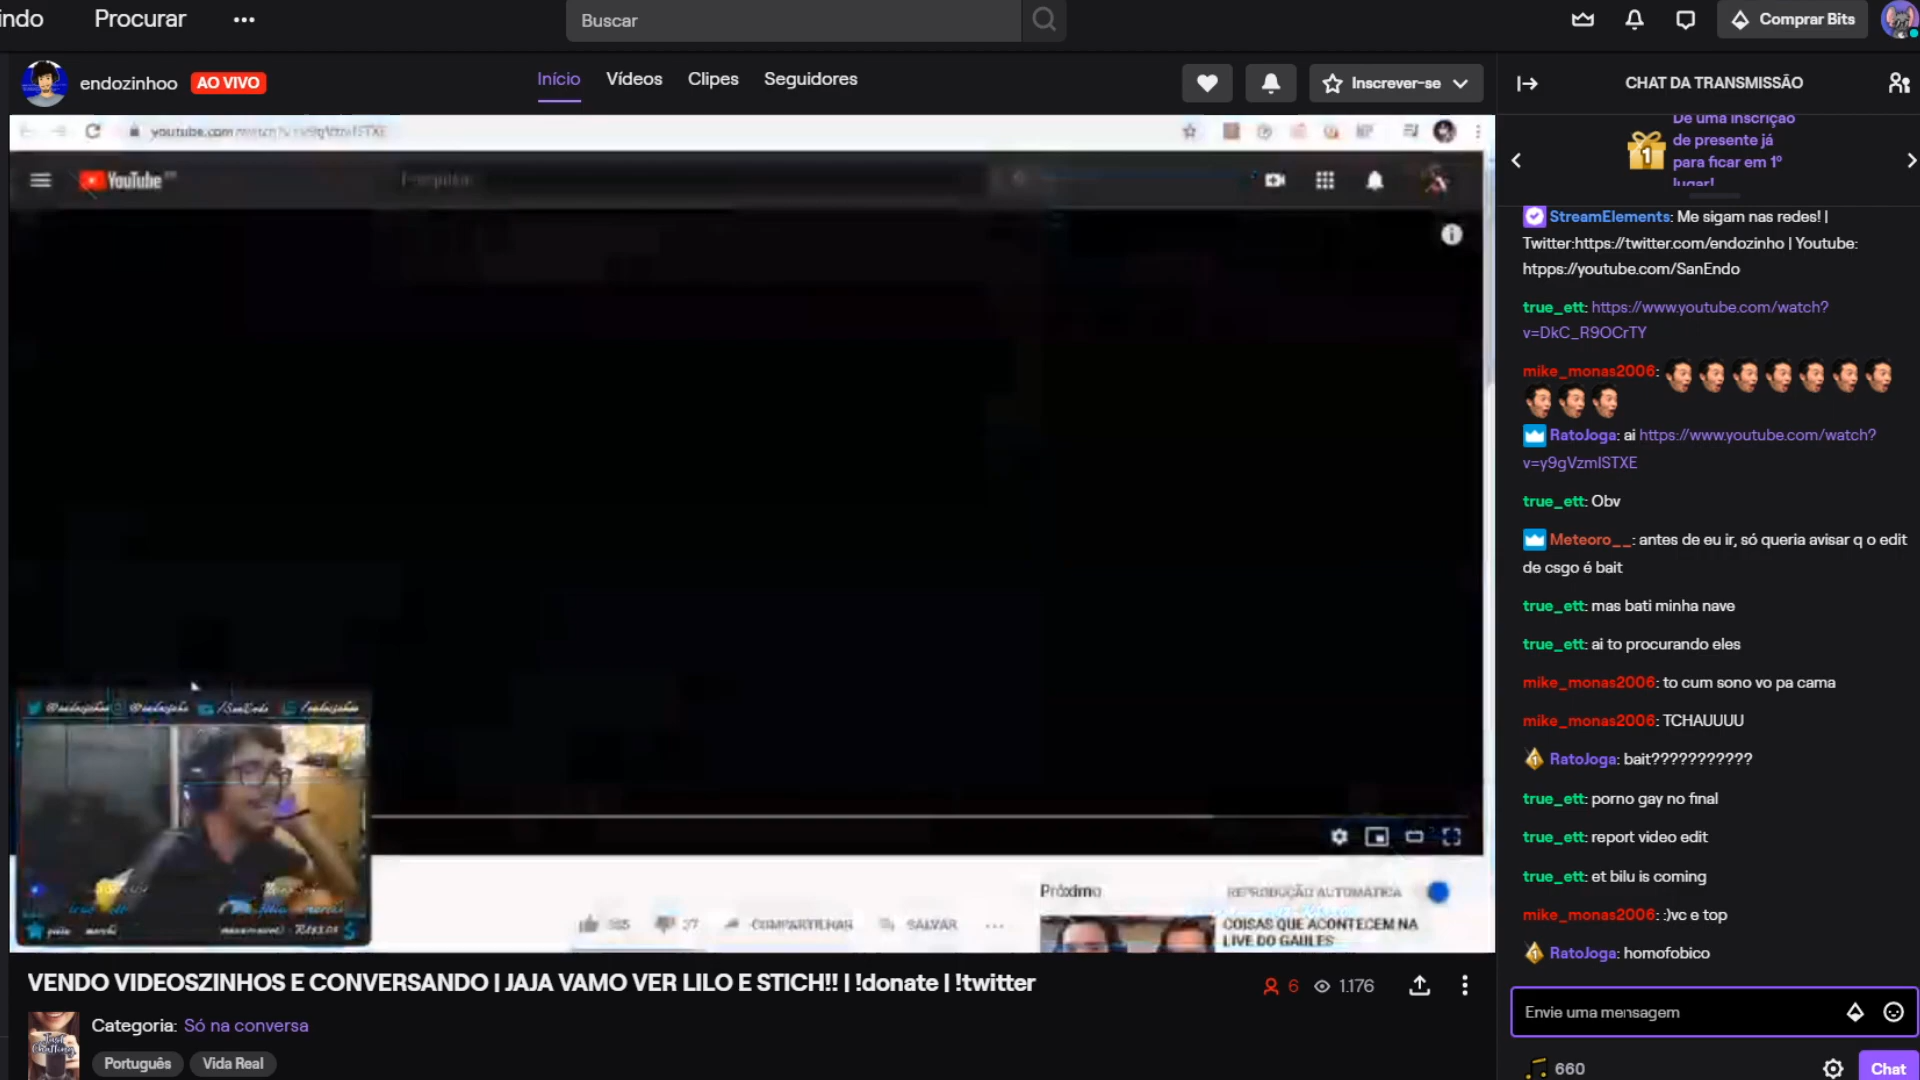 indo
Procurar
Buscar
Comprar Bits
endozinhoo
AO VIVO
Início
Vídeos
Clipes
Seguidores
Inscrever-se
CHAT DA TRANSMISSÃO
youtube.com
YouTube
De uma inscrição
de presente já
para ficar em 1º
lugar!
1
StreamElements: Me sigam nas redes! |
Twitter:https://twitter.com/endozinho | Youtube:
htpps://youtube.com/SanEndo
true_ett: https://www.youtube.com/watch?
v=DkC_R9OCrTY
mike_monas2006:
RatoJoga: ai https://www.youtube.com/watch?
v=y9gVzmISTXE
true_ett: Obv
Meteoro__: antes de eu ir, só queria avisar q o edit
de csgo é bait
true_ett: mas bati minha nave
true_ett: ai to procurando eles
mike_monas2006: to cum sono vo pa cama
mike_monas2006: TCHAUUUU
RatoJoga: bait???????????
true_ett: porno gay no final
true_ett: report video edit
true_ett: et bilu is coming
mike_monas2006: :)vc e top
RatoJoga: homofobico
/SanEndo
37
COMPARTILHAR
SALVAR
Próximo
REPRODUÇÃO AUTOMÁTICA
COISAS QUE ACONTECEM NA
LIVE DO GAULES
VENDO VIDEOSZINHOS E CONVERSANDO | JAJA VAMO VER LILO E STICH!! | !donate | !twitter
6
1.176
Categoria: Só na conversa
Just
Chatting
Português
Vida Real
Envie uma mensagem
660
Chat